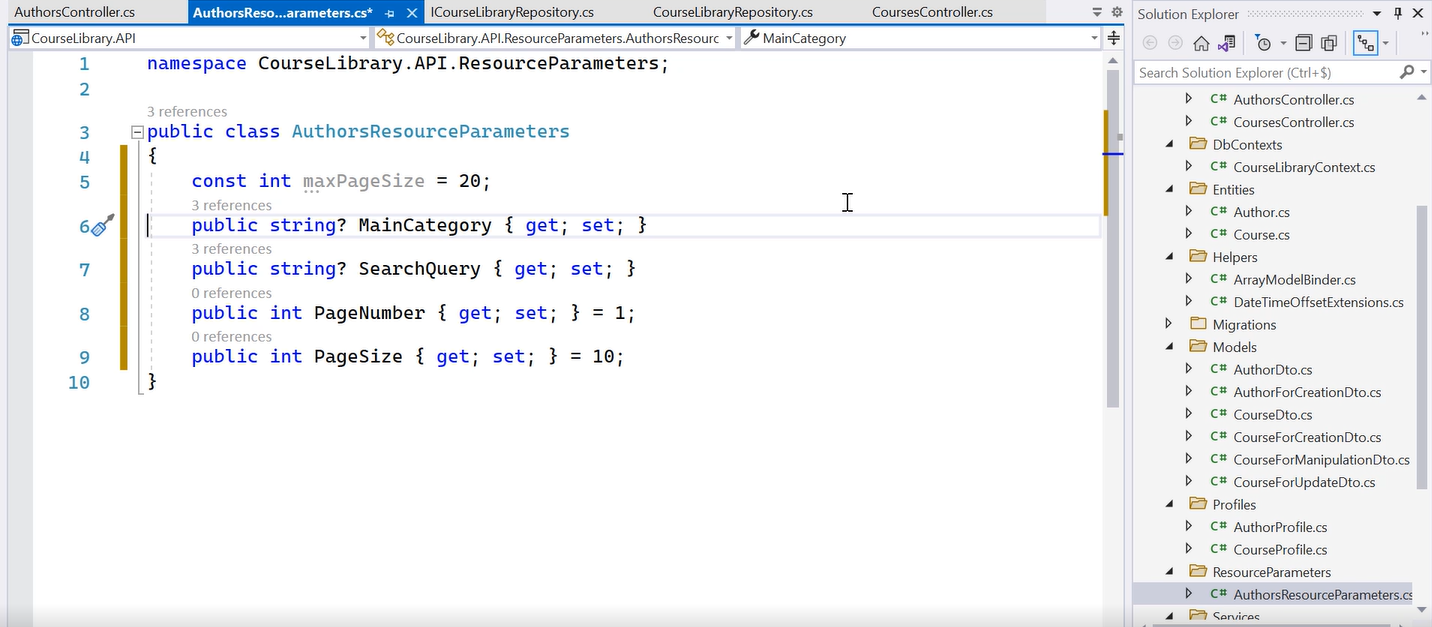 AuthorsController.cs AuthorsReso...arameters.cs* ICourseLibraryRepository.cs CourseLibraryRepository.cs CoursesController.cs
CourseLibrary.API CourseLibrary.API.ResourceParameters.AuthorsResourc MainCategory
1 namespace CourseLibrary.API.ResourceParameters;
2
3 references
3 public class AuthorsResourceParameters
4 {
5 const int maxPageSize = 20;
3 references
6 public string? MainCategory { get; set; }
3 references
7 public string? SearchQuery { get; set; }
0 references
8 public int PageNumber { get; set; } = 1;
0 references
9 public int PageSize { get; set; } = 10;
10 }
Solution Explorer
Search Solution Explorer (Ctrl+$)
C# AuthorsController.cs
C# CoursesController.cs
DbContexts
C# CourseLibraryContext.cs
Entities
C# Author.cs
C# Course.cs
Helpers
C# ArrayModelBinder.cs
C# DateTimeOffsetExtensions.cs
Migrations
Models
C# AuthorDto.cs
C# AuthorForCreationDto.cs
C# CourseDto.cs
C# CourseForCreationDto.cs
C# CourseForManipulationDto.cs
C# CourseForUpdateDto.cs
Profiles
C# AuthorProfile.cs
C# CourseProfile.cs
ResourceParameters
C# AuthorsResourceParameters.cs
Services